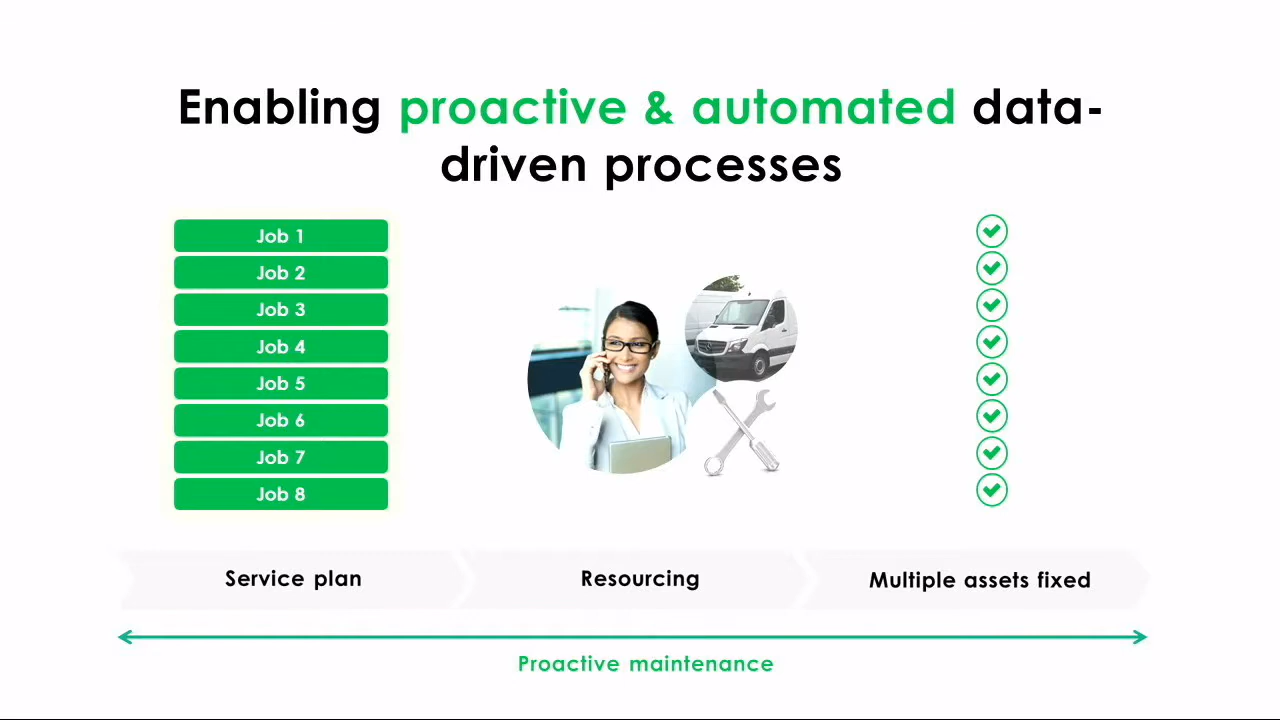 Enabling proactive & automated data-
driven processes
Job 1
Job 2
Job 3
Job 4
Job 5
Job 6
Job 7
Job 8
Service plan
Resourcing
Multiple assets fixed
Proactive maintenance